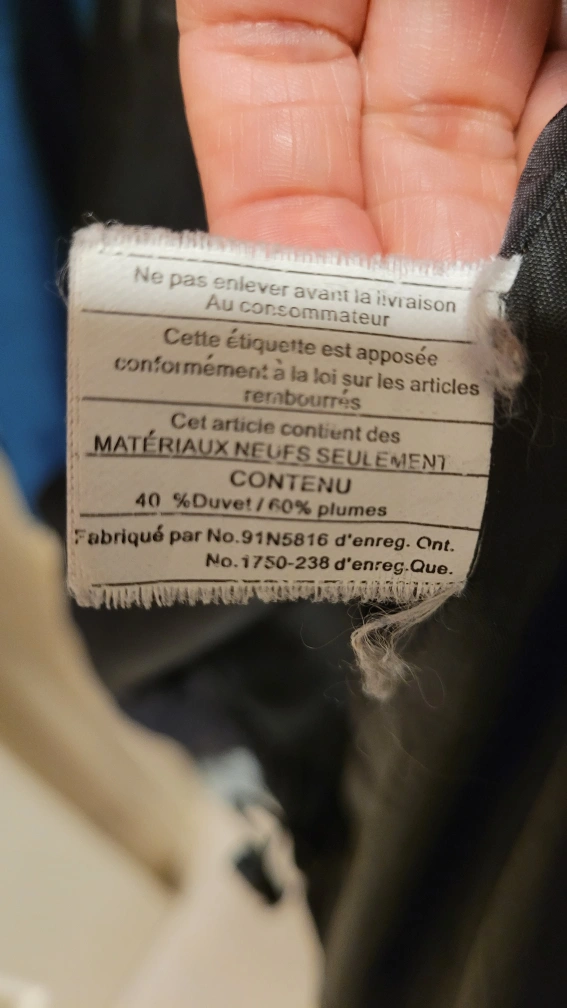 Ne pas enlever avant la livraison
Au consommateur
Cette étiquette est apposée
conformément à la loi sur les articles
rembourrés
Cet article contient des
MATÉRIAUX NEUFS SEULEMENT
CONTENU
40 %Duvet / 60% plumes
Fabriqué par No.91N5816 d'enreg. Ont.
No.1750-238 d'enreg.Que.